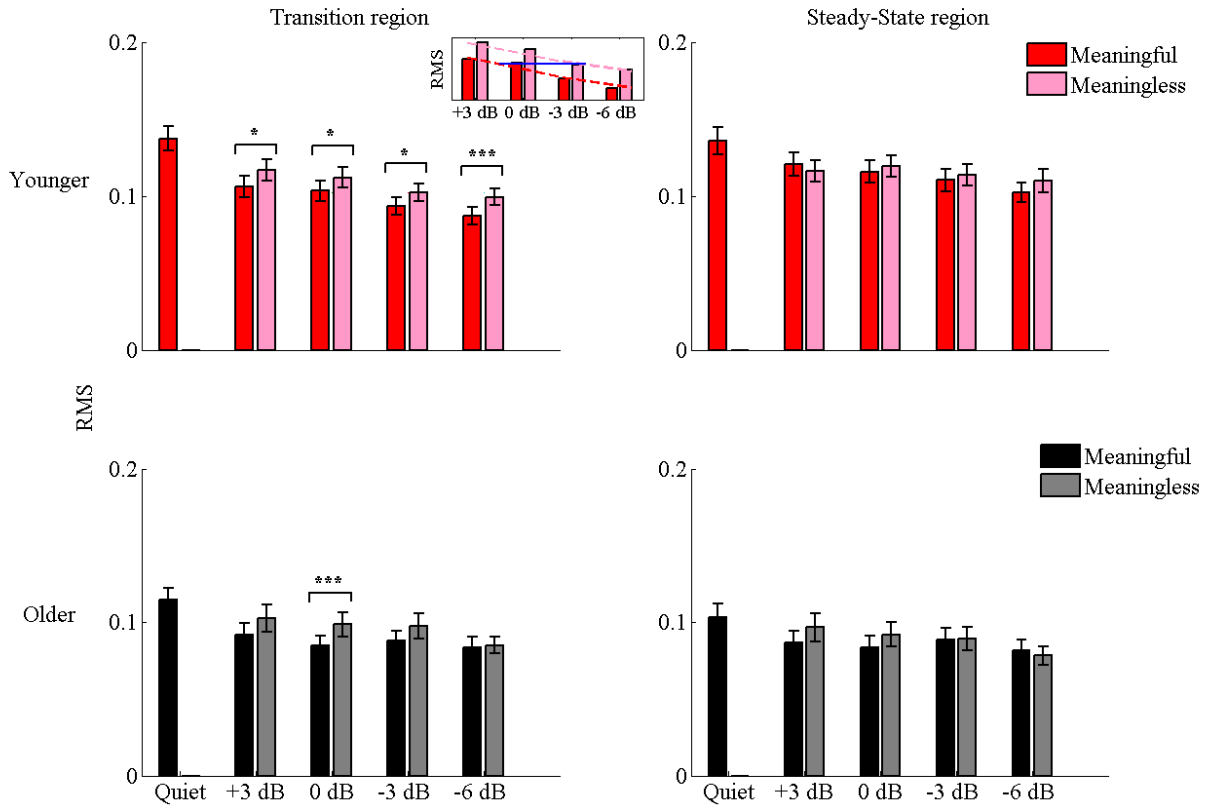 Transition region
Steady-State region
0.2
RMS
+3 dB 0 dB -3 dB -6 dB
0.2
Meaningful
Meaningless
* * * ***
Younger
0.1
0.1
0
0
RMS
0.2
0.2
Meaningful
Meaningless
***
Older
0.1
0.1
0
0
Quiet +3 dB 0 dB -3 dB -6 dB
Quiet +3 dB 0 dB -3 dB -6 dB